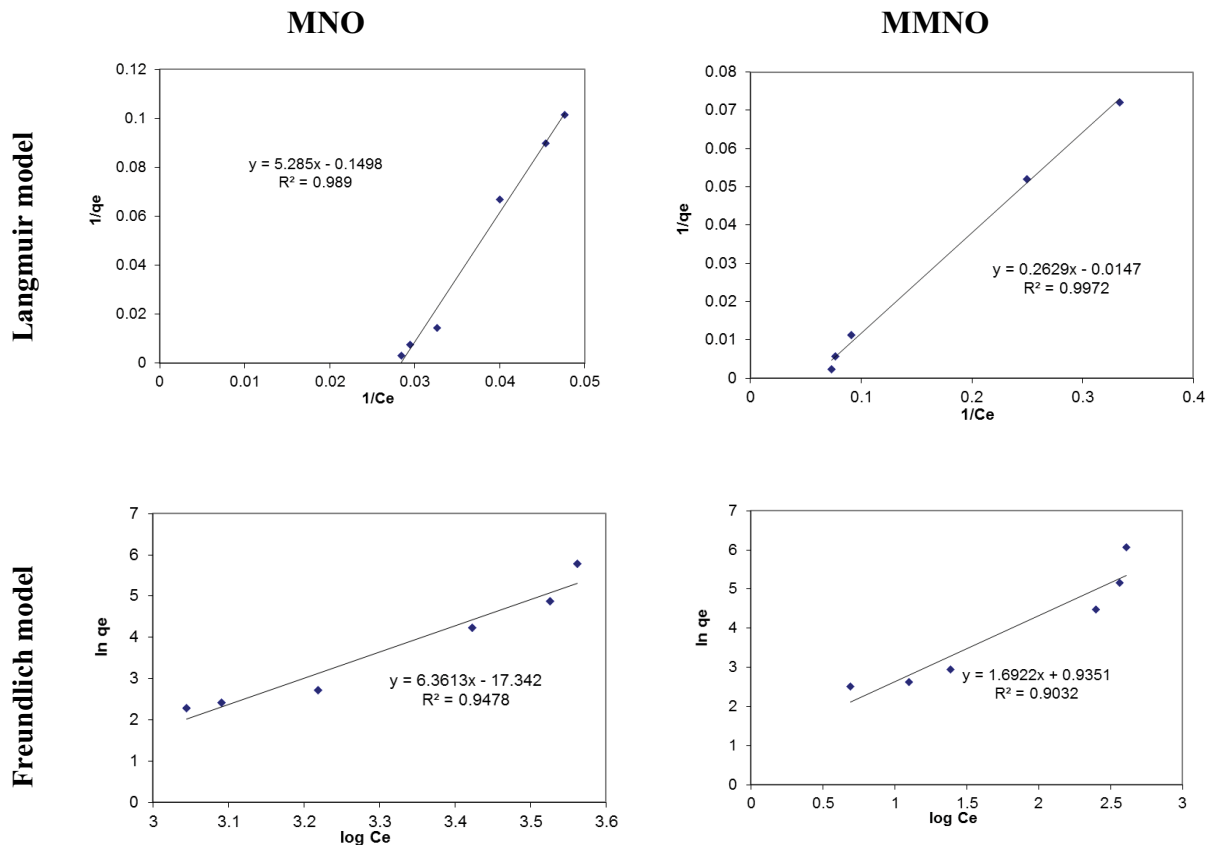 MNO
MMNO
Langmuir model
0.12
0.1
0.08
0.06
0.04
0.02
0
1/qe
y = 5.285x - 0.1498
R² = 0.989
0
0.01
0.02
0.03
0.04
0.05
1/Ce
0.08
0.07
0.06
0.05
0.04
0.03
0.02
0.01
0
1/qe
y = 0.2629x - 0.0147
R² = 0.9972
0
0.1
0.2
0.3
0.4
1/Ce
Freundlich model
7
6
5
4
3
2
1
0
ln qe
y = 6.3613x - 17.342
R² = 0.9478
3
3.1
3.2
3.3
3.4
3.5
3.6
log Ce
7
6
5
4
3
2
1
0
ln qe
y = 1.6922x + 0.9351
R² = 0.9032
0
0.5
1
1.5
2
2.5
3
log Ce